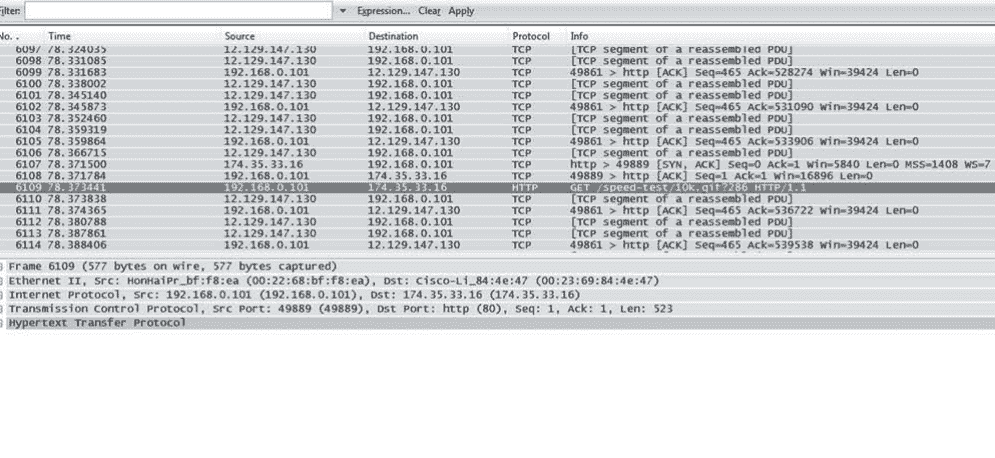 Filter: Expression... Clear Apply
No. . Time Source Destination Protocol Info
6097 78.324035 12.129.147.130 192.168.0.101 TCP [TCP segment of a reassembled PDU]
6098 78.331085 12.129.147.130 192.168.0.101 TCP [TCP segment of a reassembled PDU]
6099 78.331683 192.168.0.101 12.129.147.130 TCP 49861 > http [ACK] Seq=465 Ack=528274 Win=39424 Len=0
6100 78.338002 12.129.147.130 192.168.0.101 TCP [TCP segment of a reassembled PDU]
6101 78.345140 12.129.147.130 192.168.0.101 TCP [TCP segment of a reassembled PDU]
6102 78.345873 192.168.0.101 12.129.147.130 TCP 49861 > http [ACK] Seq=465 Ack=531090 Win=39424 Len=0
6103 78.352460 12.129.147.130 192.168.0.101 TCP [TCP segment of a reassembled PDU]
6104 78.359319 12.129.147.130 192.168.0.101 TCP [TCP segment of a reassembled PDU]
6105 78.359864 192.168.0.101 12.129.147.130 TCP 49861 > http [ACK] Seq=465 Ack=533906 Win=39424 Len=0
6106 78.366715 12.129.147.130 192.168.0.101 TCP [TCP segment of a reassembled PDU]
6107 78.371500 174.35.33.16 192.168.0.101 TCP http > 49889 [SYN, ACK] Seq=0 Ack=1 Win=5840 Len=0 MSS=1408 WS=7
6108 78.371784 192.168.0.101 174.35.33.16 TCP 49889 > http [ACK] Seq=1 Ack=1 Win=16896 Len=0
6109 78.373441 192.168.0.101 174.35.33.16 HTTP GET /speed-test/10k.gif?286 HTTP/1.1
6110 78.373838 12.129.147.130 192.168.0.101 TCP [TCP segment of a reassembled PDU]
6111 78.374365 192.168.0.101 12.129.147.130 TCP 49861 > http [ACK] Seq=465 Ack=536722 Win=39424 Len=0
6112 78.380788 12.129.147.130 192.168.0.101 TCP [TCP segment of a reassembled PDU]
6113 78.387861 12.129.147.130 192.168.0.101 TCP [TCP segment of a reassembled PDU]
6114 78.388406 192.168.0.101 12.129.147.130 TCP 49861 > http [ACK] Seq=465 Ack=539538 Win=39424 Len=0
Frame 6109 (577 bytes on wire, 577 bytes captured)
Ethernet II, Src: HonHaiPr_bf:f8:ea (00:22:68:bf:f8:ea), Dst: Cisco-Li_84:4e:47 (00:23:69:84:4e:47)
Internet Protocol, Src: 192.168.0.101 (192.168.0.101), Dst: 174.35.33.16 (174.35.33.16)
Transmission Control Protocol, Src Port: 49889 (49889), Dst Port: http (80), Seq: 1, Ack: 1, Len: 523
Hypertext Transfer Protocol